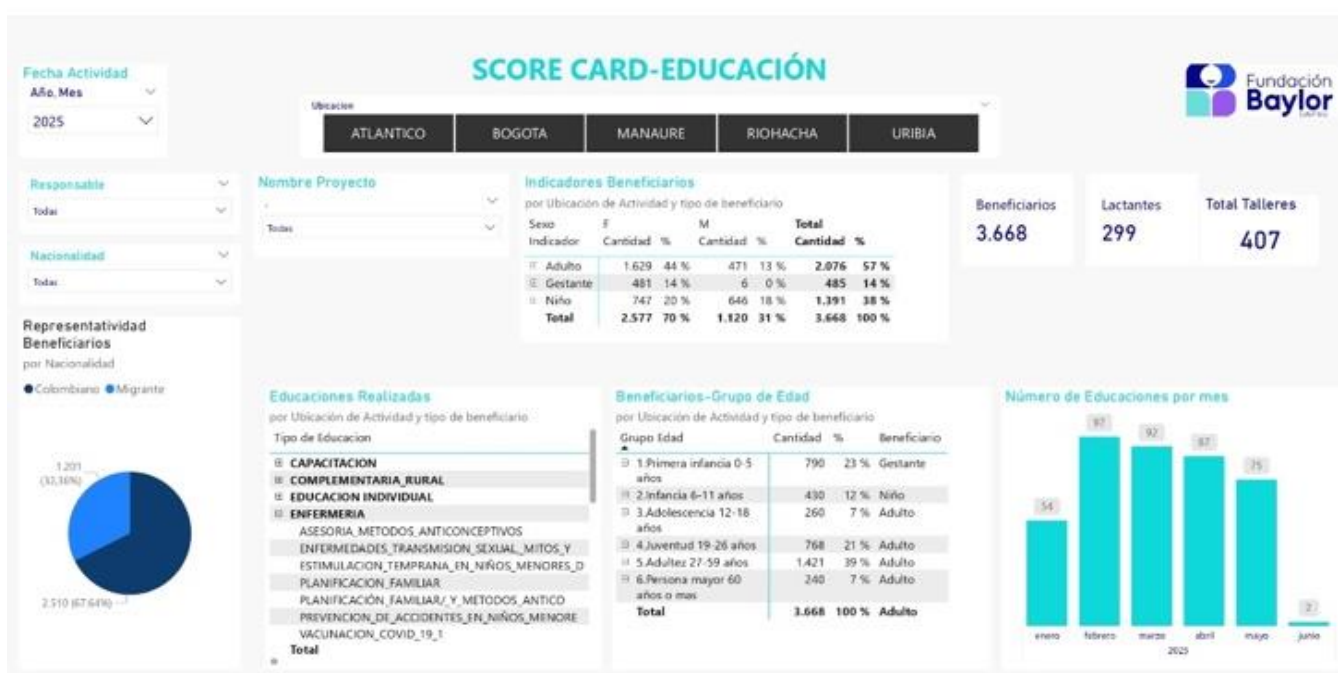 SCORE CARD-EDUCACIÓN
Fecha Actividad
Año, Mes
2025
Ubicacion
ATLANTICO BOGOTA MANAURE RIOHACHA URIBIA
Fundación
Baylor
Responsable
Todas
Nacionalidad
Todas
Nombre Proyecto
Todas
Indicadores Beneficiarios
por Ubicación de Actividad y tipo de beneficiario
Sexo F M Total
Indicador Cantidad % Cantidad % Cantidad %
Adulto 1.629 44 % 471 13 % 2.076 57 %
Gestante 481 14 % 6 0 % 485 14 %
Niño 747 20 % 646 18 % 1.391 38 %
Total 2.577 70 % 1.120 31 % 3.668 100 %
Beneficiarios
3.668
Lactantes
299
Total Talleres
407
Representatividad
Beneficiarios
por Nacionalidad
Colombiano Migrante
1.201
(32,36%)
2.510 (67,64%)
Educaciones Realizadas
por Ubicación de Actividad y tipo de beneficiario
Tipo de Educacion
CAPACITACION
COMPLEMENTARIA_RURAL
EDUCACION INDIVIDUAL
ENFERMERIA
ASESORIA_METODOS_ANTICONCEPTIVOS
ENFERMEDADES_TRANSMISION_SEXUAL_MITOS_Y
ESTIMULACION_TEMPRANA_EN_NIÑOS_MENORES_D
PLANIFICACION_FAMILIAR
PLANIFICACIÓN_FAMILIAR/_Y_METODOS_ANTICO
PREVENCION_DE_ACCIDENTES_EN_NIÑOS_MENORE
VACUNACION_COVID_19_1
Total
Beneficiarios-Grupo de Edad
por Ubicación de Actividad y tipo de beneficiario
Grupo Edad Cantidad % Beneficiario
1.Primera infancia 0-5 790 23 % Gestante
años
2.Infancia 6-11 años 430 12 % Niño
3.Adolescencia 12-18 260 7 % Adulto
años
4.Juventud 19-26 años 768 21 % Adulto
5.Adultez 27-59 años 1.421 39 % Adulto
6.Persona mayor 60 240 7 % Adulto
años o mas
Total 3.668 100 % Adulto
Número de Educaciones por mes
54 97 92 87 75 2
enero febrero marzo abril mayo junio
2025